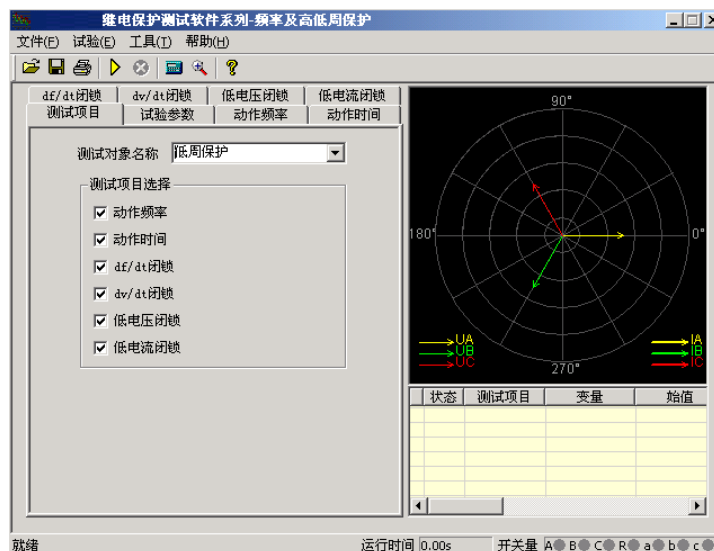 继电保护测试软件系列-频率及高低周保护
文件(F) 试验(E) 工具(T) 帮助(H)
df/dt闭锁 dv/dt闭锁 低电压闭锁 低电流闭锁
测试项目 试验参数 动作频率 动作时间
测试对象名称 低周保护
测试项目选择
动作频率
动作时间
df/dt闭锁
dv/dt闭锁
低电压闭锁
低电流闭锁
90°
180°
0°
270°
UA
UB
UC
IA
IB
IC
状态 测试项目 变量 始值
就绪 运行时间 0.00s 开关量 A B C R a b c